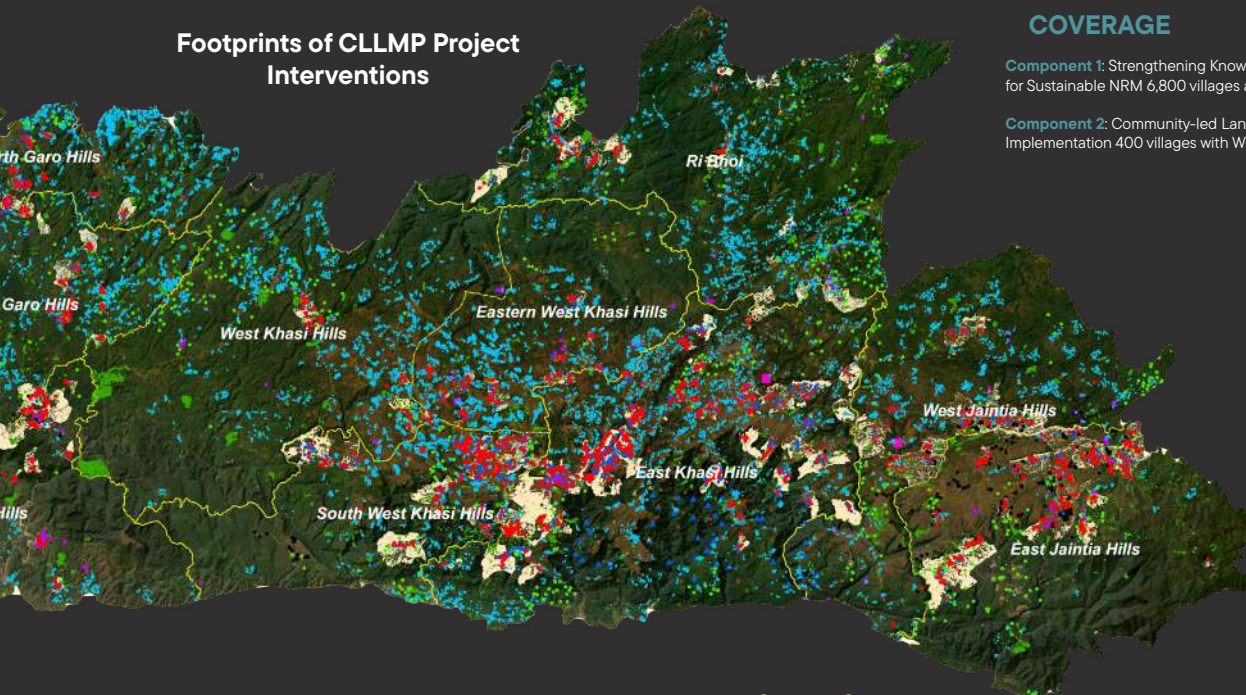 Footprints of CLLMP Project
Interventions
COVERAGE
Component 1: Strengthening Know
for Sustainable NRM 6,800 villages a
Component 2: Community-led Lan
Implementation 400 villages with W
rth Garo Hills
Ri Bhoi
Garo Hills
West Khasi Hills
Eastern West Khasi Hills
West Jaintia Hills
East Khasi Hills
Hills
South West Khasi Hills
East Jaintia Hills